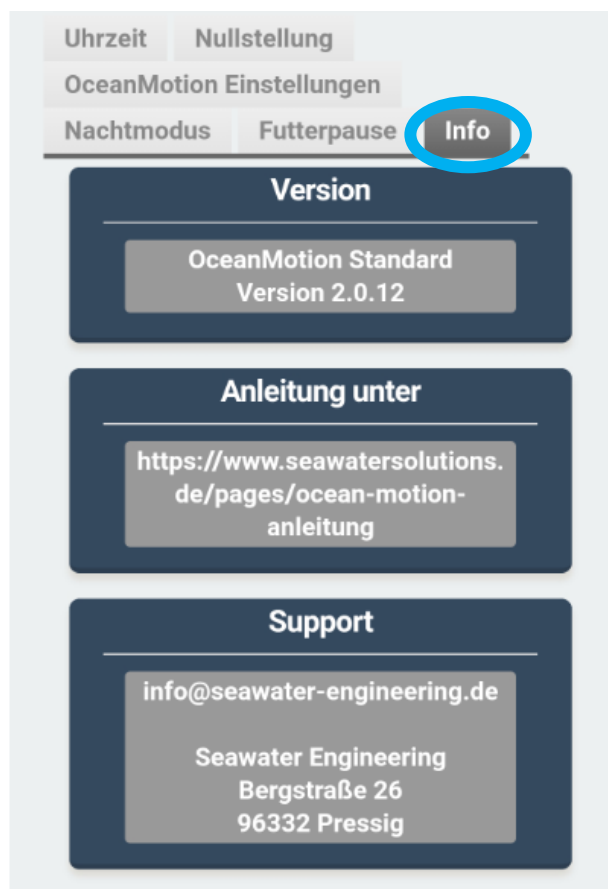 Uhrzeit Nullstellung
OceanMotion Einstellungen
Nachtmodus Futterpause Info
Version
OceanMotion Standard
Version 2.0.12
Anleitung unter
https://www.seawatersolutions.
de/pages/ocean-motion-
anleitung
Support
info@seawater-engineering.de
Seawater Engineering
Bergstraße 26
96332 Pressig